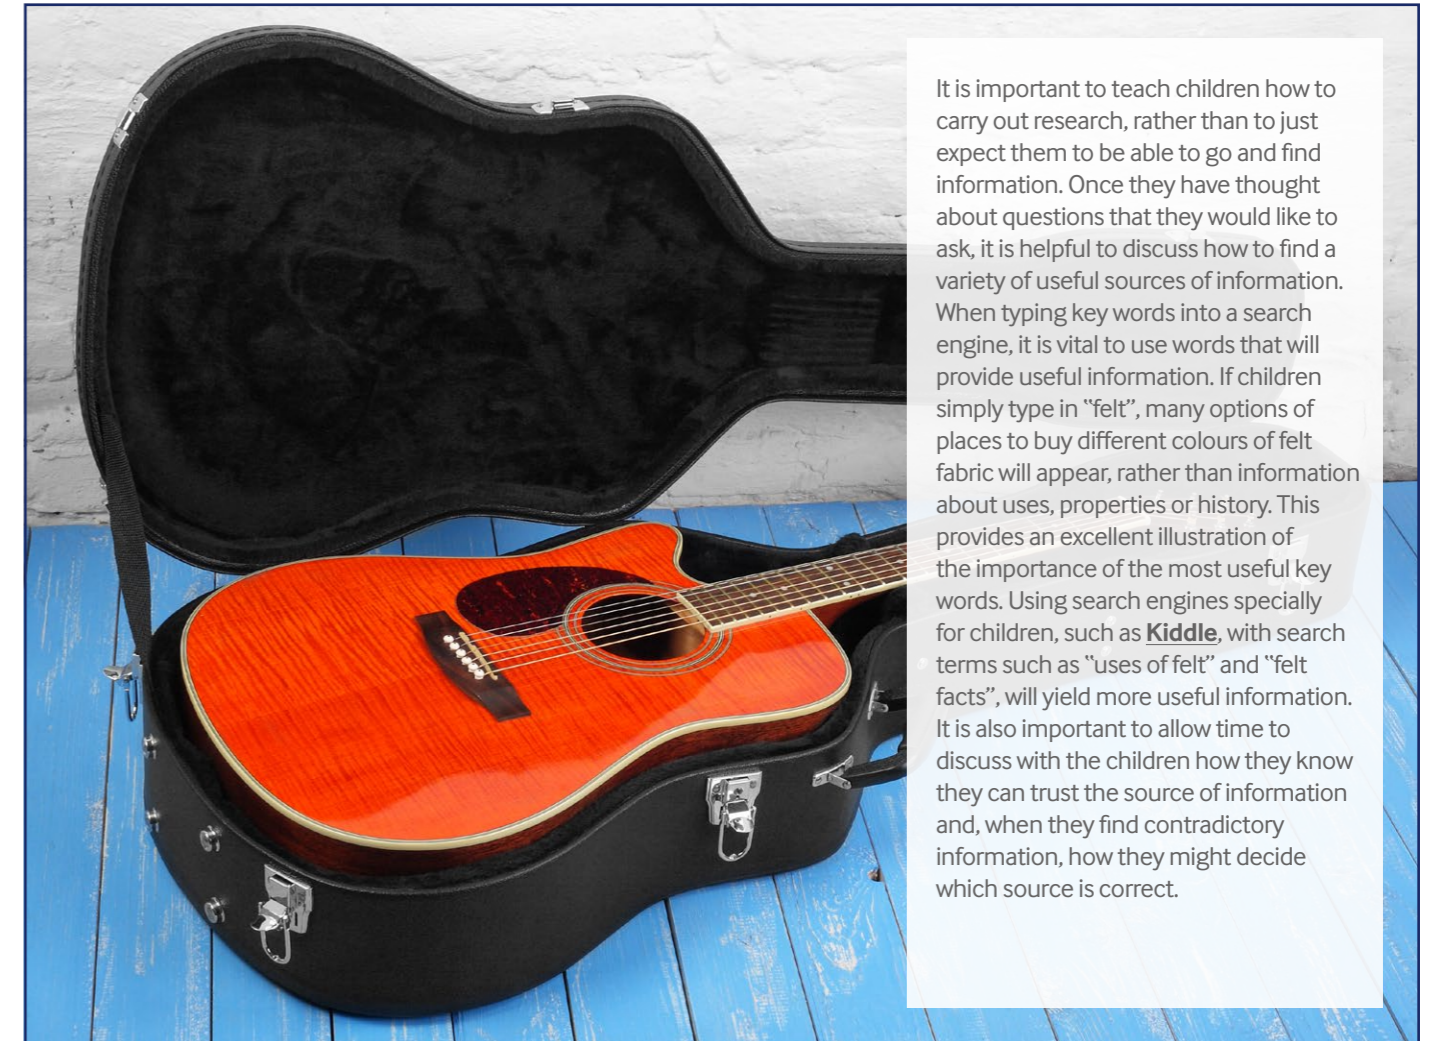 It is important to teach children how to
carry out research, rather than to just
expect them to be able to go and find
information. Once they have thought
about questions that they would like to
ask, it is helpful to discuss how to find a
variety of useful sources of information.
When typing key words into a search
engine, it is vital to use words that will
provide useful information. If children
simply type in “felt”, many options of
places to buy different colours of felt
fabric will appear, rather than information
about uses, properties or history. This
provides an excellent illustration of
the importance of the most useful key
words. Using search engines specially
for children, such as Kiddle, with search
terms such as “uses of felt” and “felt
facts”, will yield more useful information.
It is also important to allow time to
discuss with the children how they know
they can trust the source of information
and, when they find contradictory
information, how they might decide
which source is correct.